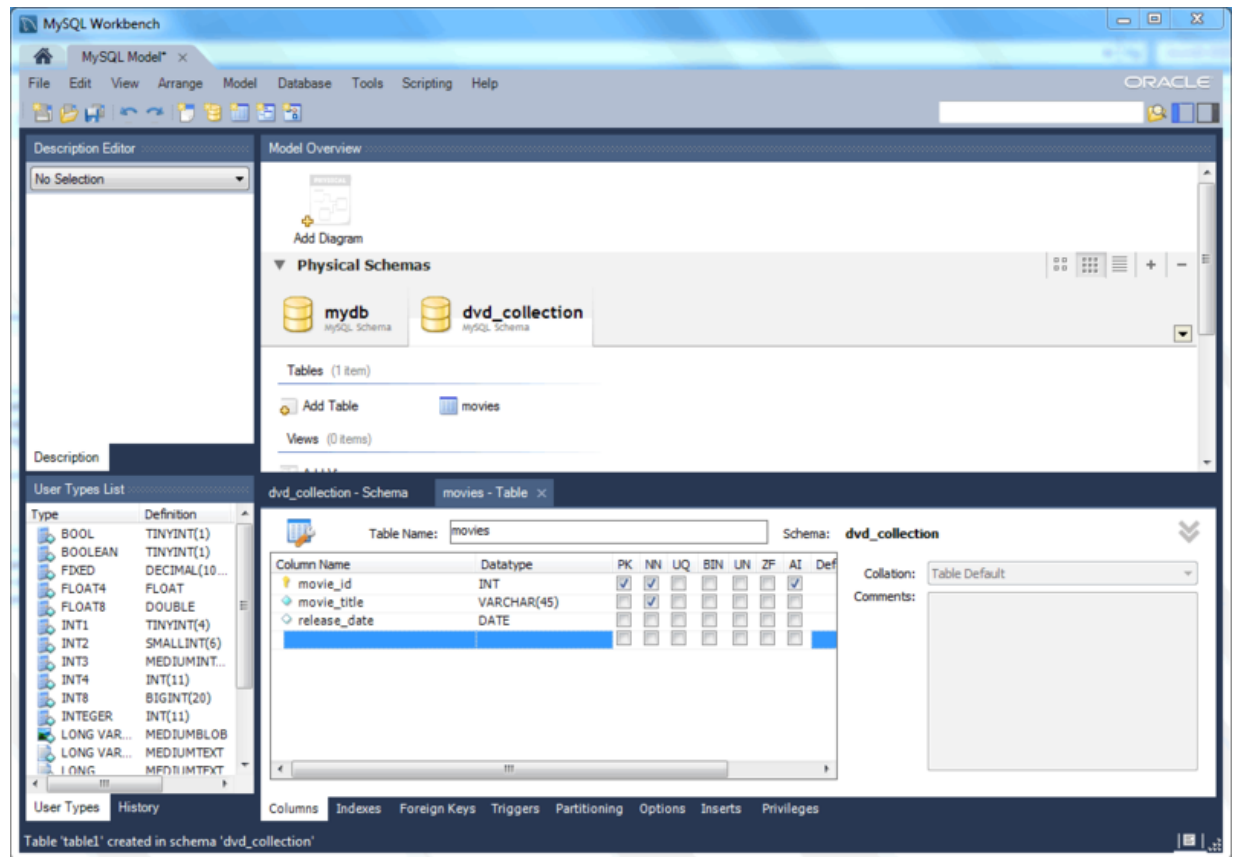 MySQL Workbench
MySQL Model* ×
File Edit View Arrange Model Database Tools Scripting Help
ORACLE
Description Editor
No Selection
Description
Model Overview
PHYSICAL
Add Diagram
Physical Schemas
mydb
MySQL Schema
dvd_collection
MySQL Schema
Tables (1 item)
Add Table
movies
Views (0 items)
User Types List
Type Definition
BOOL TINYINT(1)
BOOLEAN TINYINT(1)
FIXED DECIMAL(10...
FLOAT4 FLOAT
FLOAT8 DOUBLE
INT1 TINYINT(4)
INT2 SMALLINT(6)
INT3 MEDIUMINT...
INT4 INT(11)
INT8 BIGINT(20)
INTEGER INT(11)
LONG VAR... MEDIUMBLOB
LONG VAR... MEDIUMTEXT
LONG MEDIUMTEXT
User Types History
dvd_collection - Schema movies - Table ×
Table Name: movies Schema: dvd_collection
Column Name Datatype PK NN UQ BIN UN ZF AI Def
movie_id INT
movie_title VARCHAR(45)
release_date DATE
Collation: Table Default
Comments:
Columns Indexes Foreign Keys Triggers Partitioning Options Inserts Privileges
Table 'table1' created in schema 'dvd_collection'